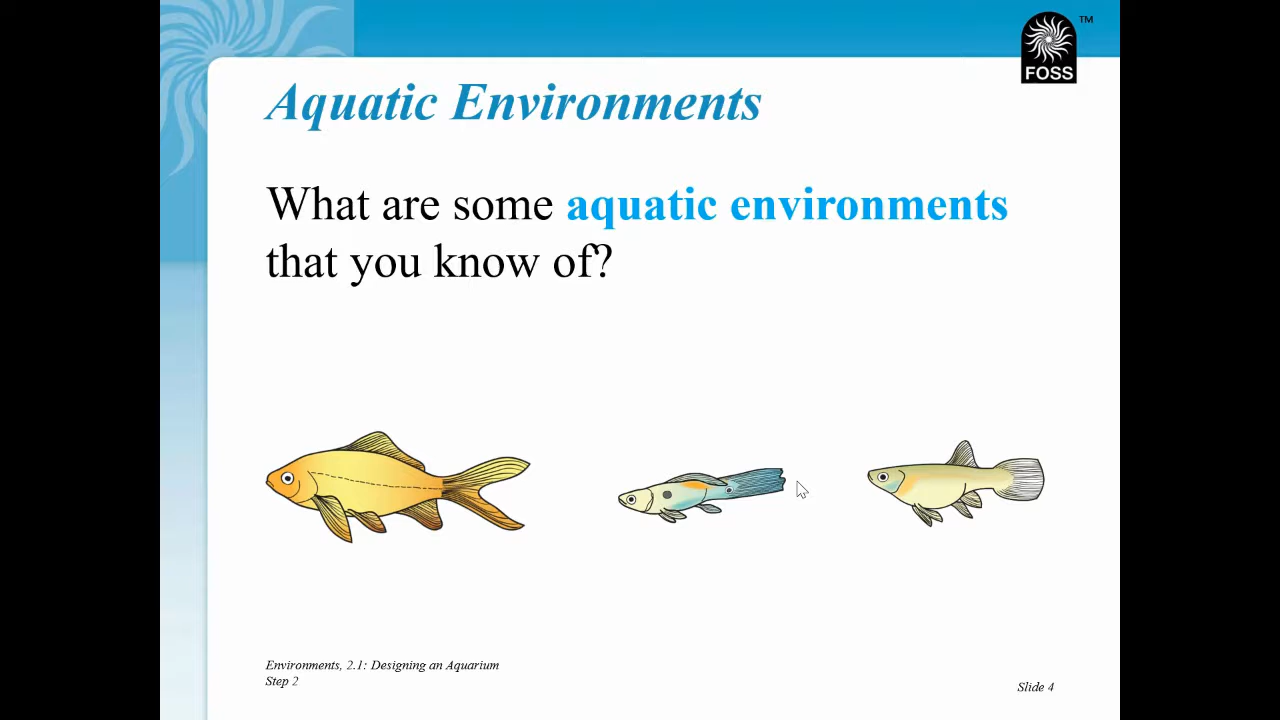 TM
FOSS
Aquatic Environments
What are some aquatic environments
that you know of?
Environments, 2.1: Designing an Aquarium
Step 2
Slide 4